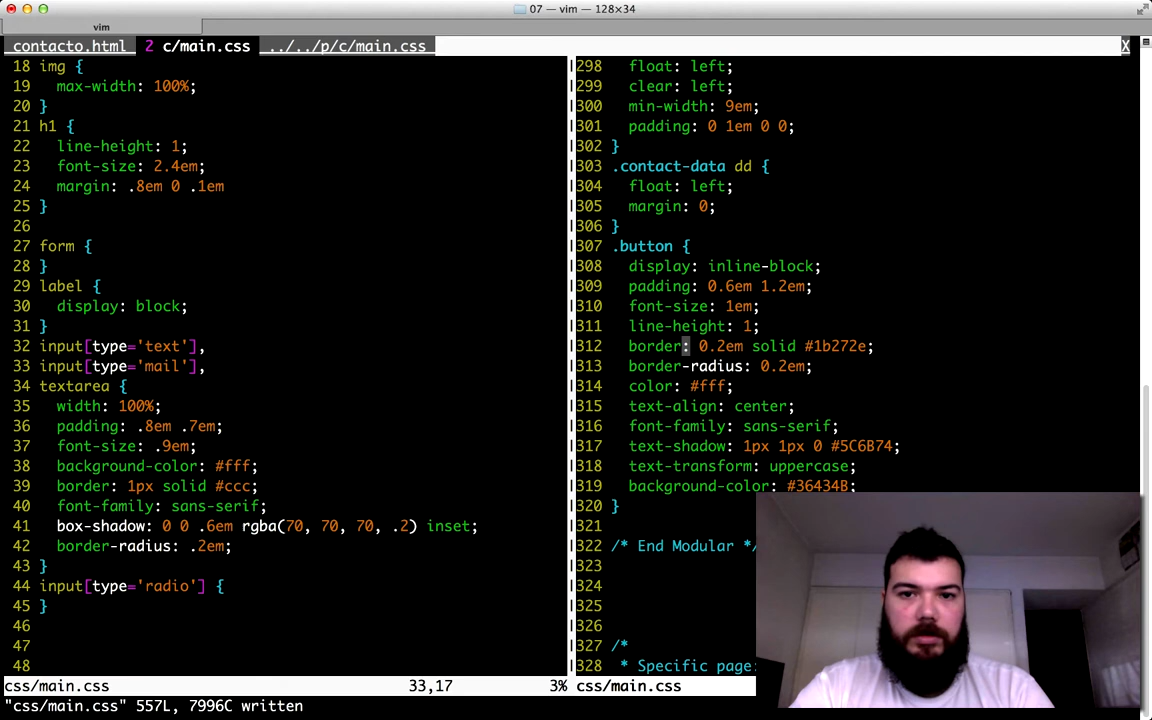 07 — vim — 128×34
vim
contacto.html 2 c/main.css ../../p/c/main.css X
18 img {
19 max-width: 100%;
20 }
21 h1 {
22 line-height: 1;
23 font-size: 2.4em;
24 margin: .8em 0 .1em
25 }
26
27 form {
28 }
29 label {
30 display: block;
31 }
32 input[type='text'],
33 input[type='mail'],
34 textarea {
35 width: 100%;
36 padding: .8em .7em;
37 font-size: .9em;
38 background-color: #fff;
39 border: 1px solid #ccc;
40 font-family: sans-serif;
41 box-shadow: 0 0 .6em rgba(70, 70, 70, .2) inset;
42 border-radius: .2em;
43 }
44 input[type='radio'] {
45 }
46
47
48
css/main.css 33,17 3%
298 float: left;
299 clear: left;
300 min-width: 9em;
301 padding: 0 1em 0 0;
302 }
303 .contact-data dd {
304 float: left;
305 margin: 0;
306 }
307 .button {
308 display: inline-block;
309 padding: 0.6em 1.2em;
310 font-size: 1em;
311 line-height: 1;
312 border: 0.2em solid #1b272e;
313 border-radius: 0.2em;
314 color: #fff;
315 text-align: center;
316 font-family: sans-serif;
317 text-shadow: 1px 1px 0 #5C6B74;
318 text-transform: uppercase;
319 background-color: #36434B;
320 }
321
322 /* End Modular */
323
324
325
326
327 /*
328 * Specific page:
css/main.css
"css/main.css" 557L, 7996C written